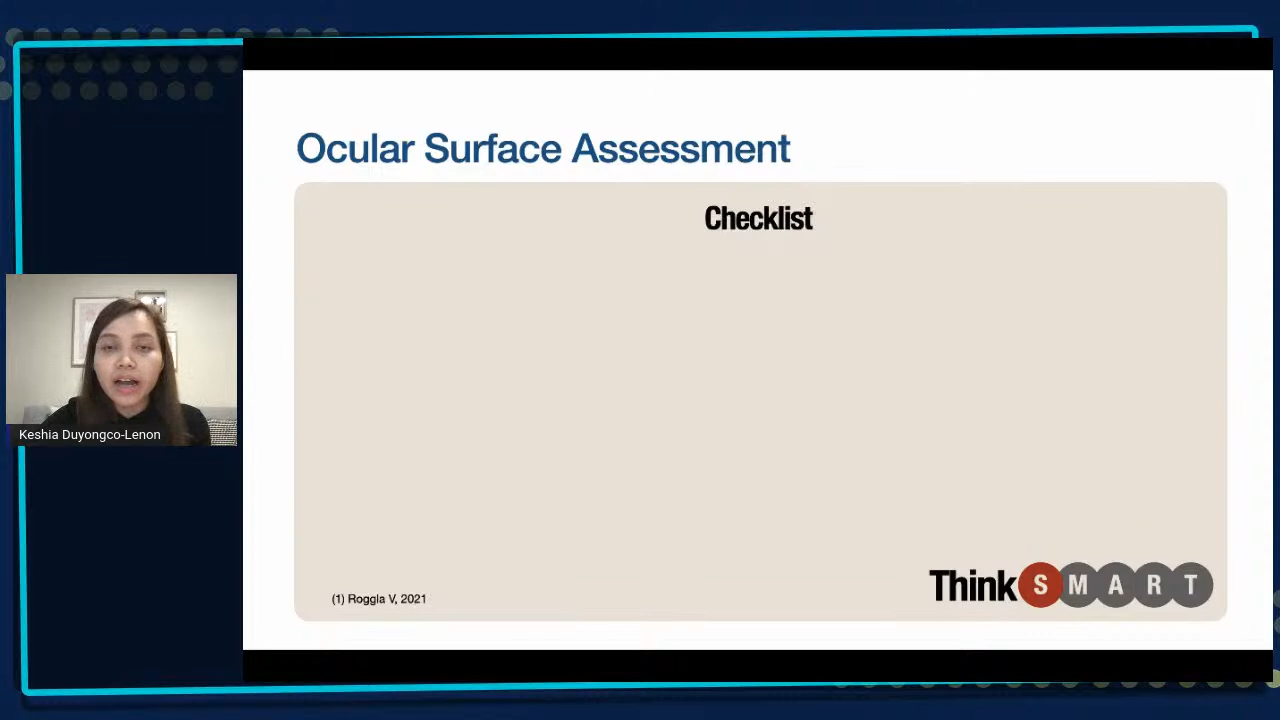 Ocular Surface Assessment
Checklist
Keshia Duyongco-Lenon
(1) Roggla V, 2021
Think S M A R T